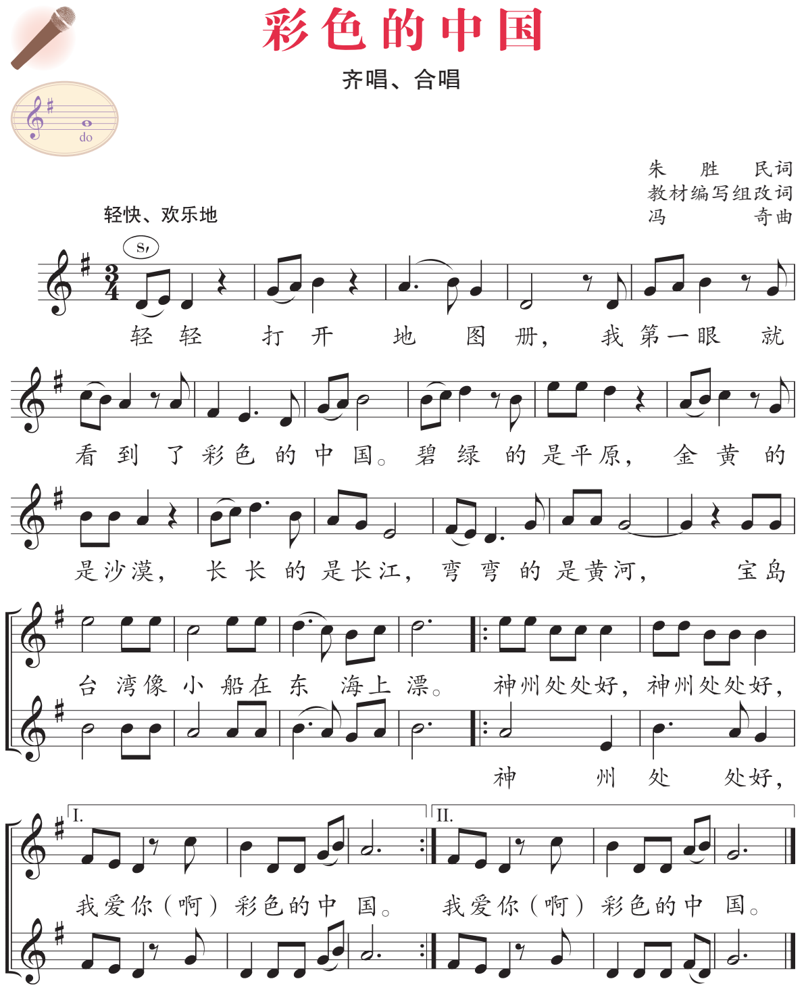 彩色的中国
齐唱、合唱
do
朱胜民词
教材编写组改词
冯奇曲
轻快、欢乐地
s,
3
4
轻轻打开地图册，我第一眼就
看到了彩色的中国。碧绿的是平原，金黄的
是沙漠，长长的是长江，弯弯的是黄河，宝岛
台湾像小船在东海上漂。神州处处好，神州处处好，
神州处处好，
I. II.
我爱你（啊）彩色的中国。我爱你（啊）彩色的中国。